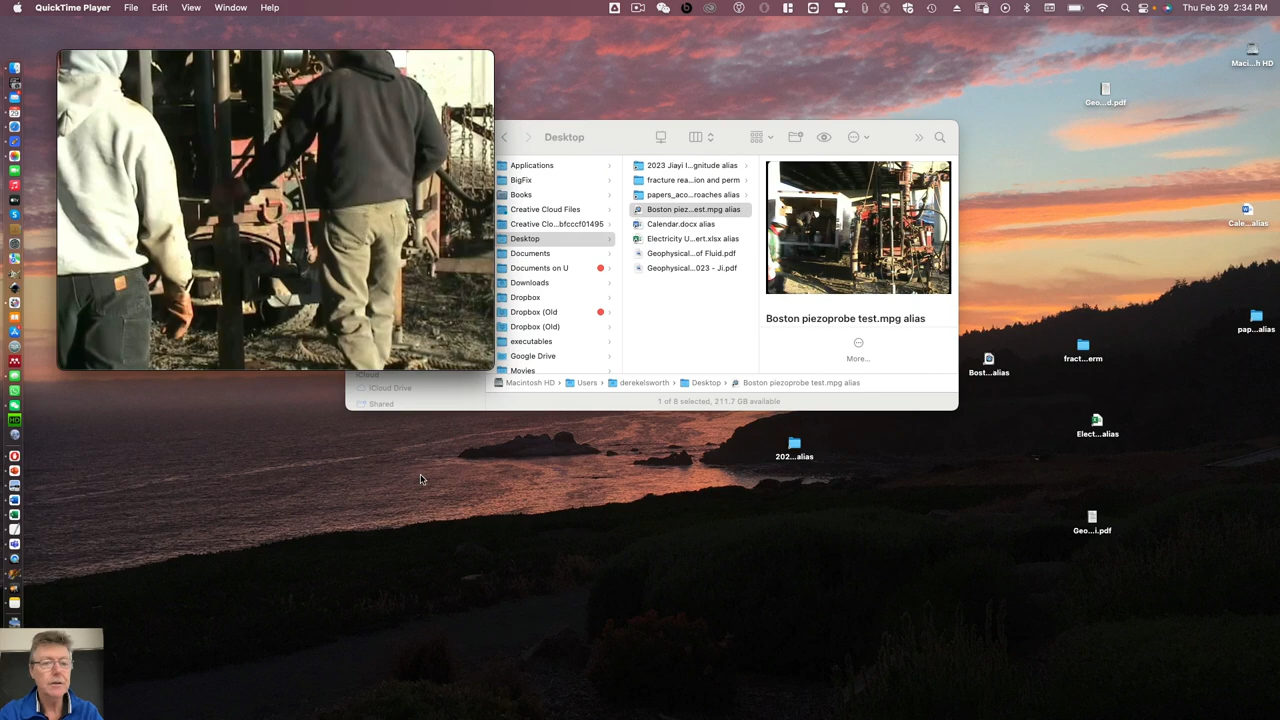 QuickTime Player File Edit View Window Help Thu Feb 29 2:34 PM
Maci...h HD
Geo...d.pdf
Desktop
Applications
BigFix
Books
Creative Cloud Files
Creative Clo...bfcccf01495
Desktop
Documents
Documents on U
Downloads
Dropbox
Dropbox (Old
Dropbox (Old)
executables
Google Drive
Movies
2023 Jiayi I...gnitude alias
fracture rea...ion and perm
papers_aco...roaches alias
Boston piez...est.mpg alias
Calendar.docx alias
Electricity U...ert.xlsx alias
Geophysical...of Fluid.pdf
Geophysical...023 - Ji.pdf
Boston piezoprobe test.mpg alias
More...
iCloud
iCloud Drive
Shared
Macintosh HD › Users › derekelsworth › Desktop › Boston piezoprobe test.mpg alias
1 of 8 selected, 211.7 GB available
Cale...alias
pap...alias
fract...erm
Bost...alias
Elect...alias
202...alias
Geo...i.pdf